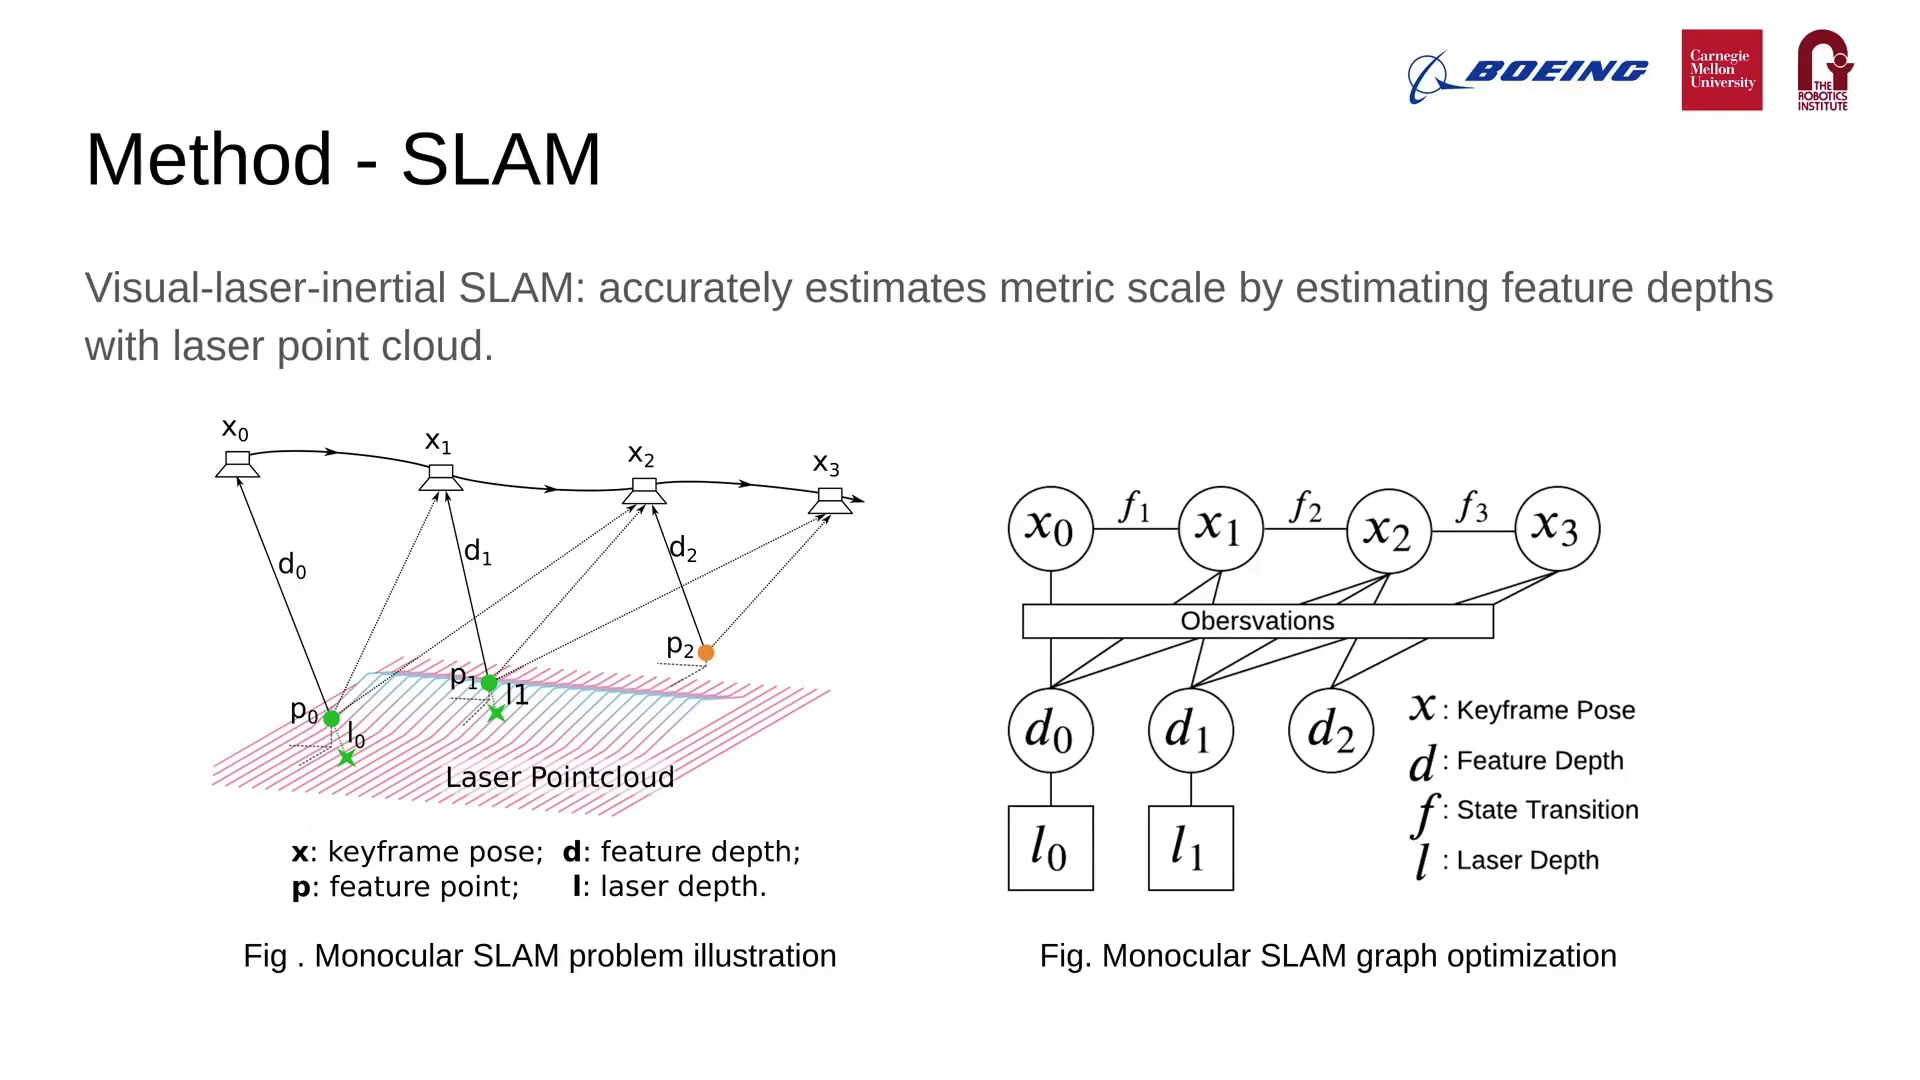 BOEING
Carnegie
Mellon
University
THE
ROBOTICS
INSTITUTE
Method - SLAM
Visual-laser-inertial SLAM: accurately estimates metric scale by estimating feature depths
with laser point cloud.
x0
x1
x2
x3
d0
d1
d2
p2
p1
l1
p0
l0
Laser Pointcloud
x: keyframe pose; d: feature depth;
p: feature point; l: laser depth.
Fig . Monocular SLAM problem illustration
x0 f1 x1 f2 x2 f3 x3
Obersvations
d0 d1 d2
l0 l1
x : Keyframe Pose
d : Feature Depth
f : State Transition
l : Laser Depth
Fig. Monocular SLAM graph optimization